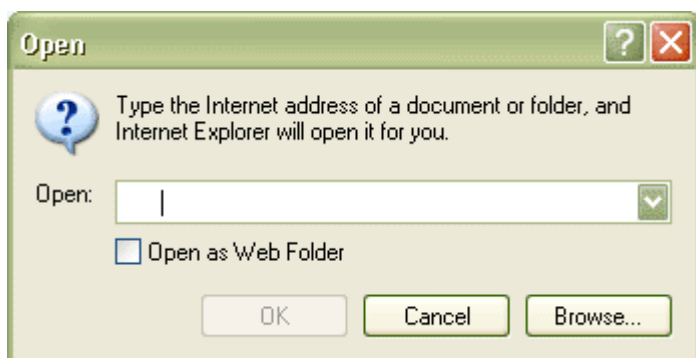 Open
Type the Internet address of a document or folder, and
Internet Explorer will open it for you.
Open:
Open as Web Folder
OK Cancel Browse...